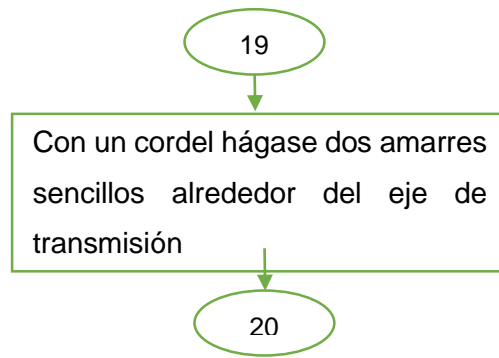 19
Con un cordel hágase dos amarres
sencillos alrededor del eje de
transmisión
20